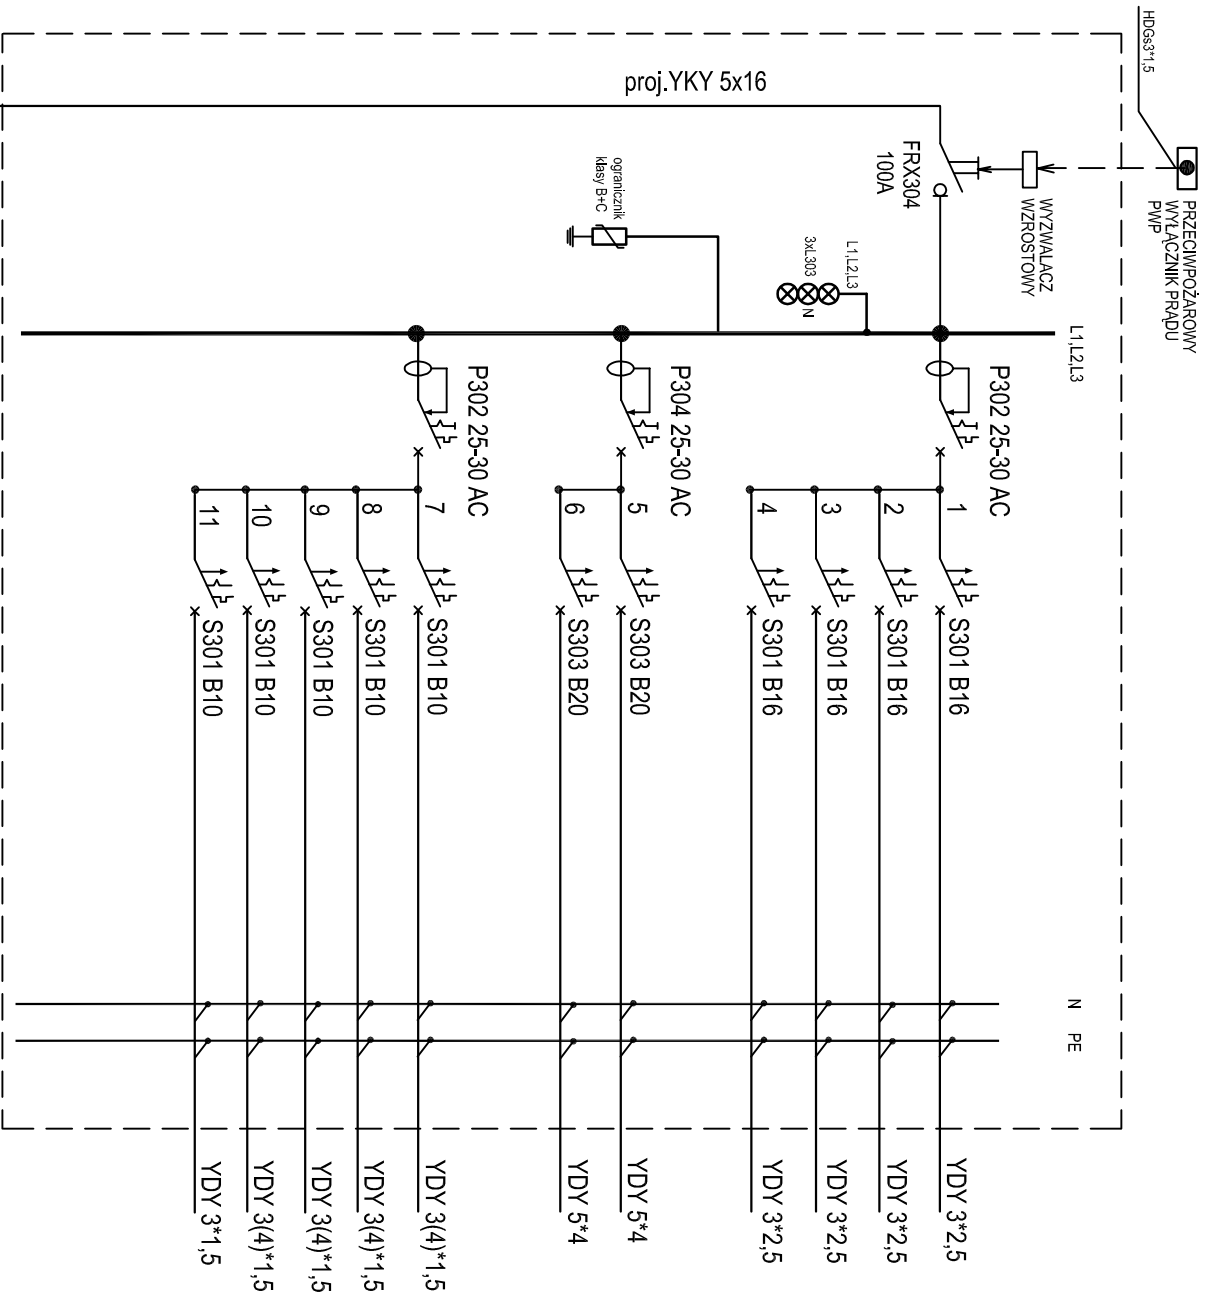 HDGs3*1,5
PRZECIWPOŻAROWY
WYŁĄCZNIK PRĄDU
PWP
WYZWALACZ
WZROSTOWY
proj.YKY 5x16
FRX304
100A
ogranicznik
klasy B+C
L1,L2,L3
3xL303
N
L1,L2,L3
P302 25-30 AC
1
S301 B16
YDY 3*2,5
2
S301 B16
YDY 3*2,5
3
S301 B16
YDY 3*2,5
4
S301 B16
YDY 3*2,5
P304 25-30 AC
5
S303 B20
YDY 5*4
6
S303 B20
YDY 5*4
P302 25-30 AC
7
S301 B10
YDY 3(4)*1,5
8
S301 B10
YDY 3(4)*1,5
9
S301 B10
YDY 3(4)*1,5
10
S301 B10
YDY 3(4)*1,5
11
S301 B10
YDY 3*1,5
N
PE